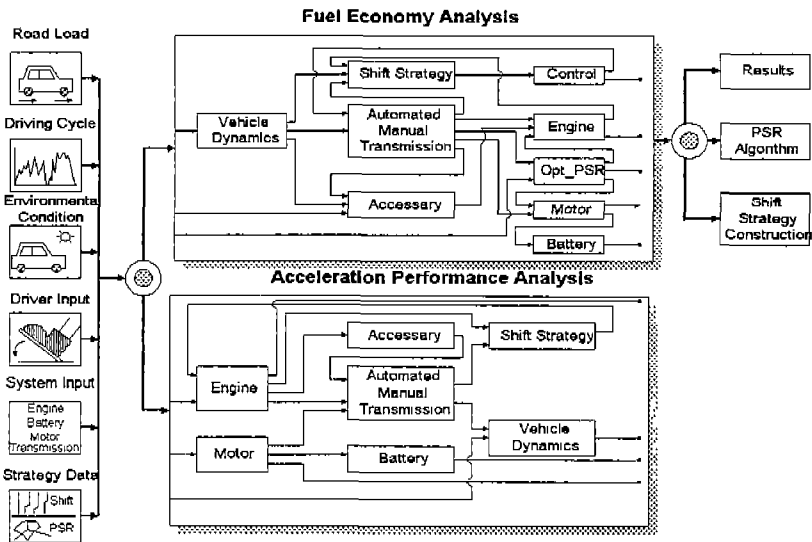 Fuel Economy Analysis
Road Load
Driving Cycle
Environmental
Condition
Driver Input
System Input
Engine
Battery
Motor
Transmission
Strategy Data
Shift
PSR
Shift Strategy
Control
Vehicle
Dynamics
Automated
Manual
Transmission
Engine
Opt_PSR
Accessary
Motor
Battery
Results
PSR
Algorithm
Shift
Strategy
Construction
Acceleration Performance Analysis
Accessary
Shift Strategy
Engine
Automated
Manual
Transmission
Vehicle
Dynamics
Motor
Battery